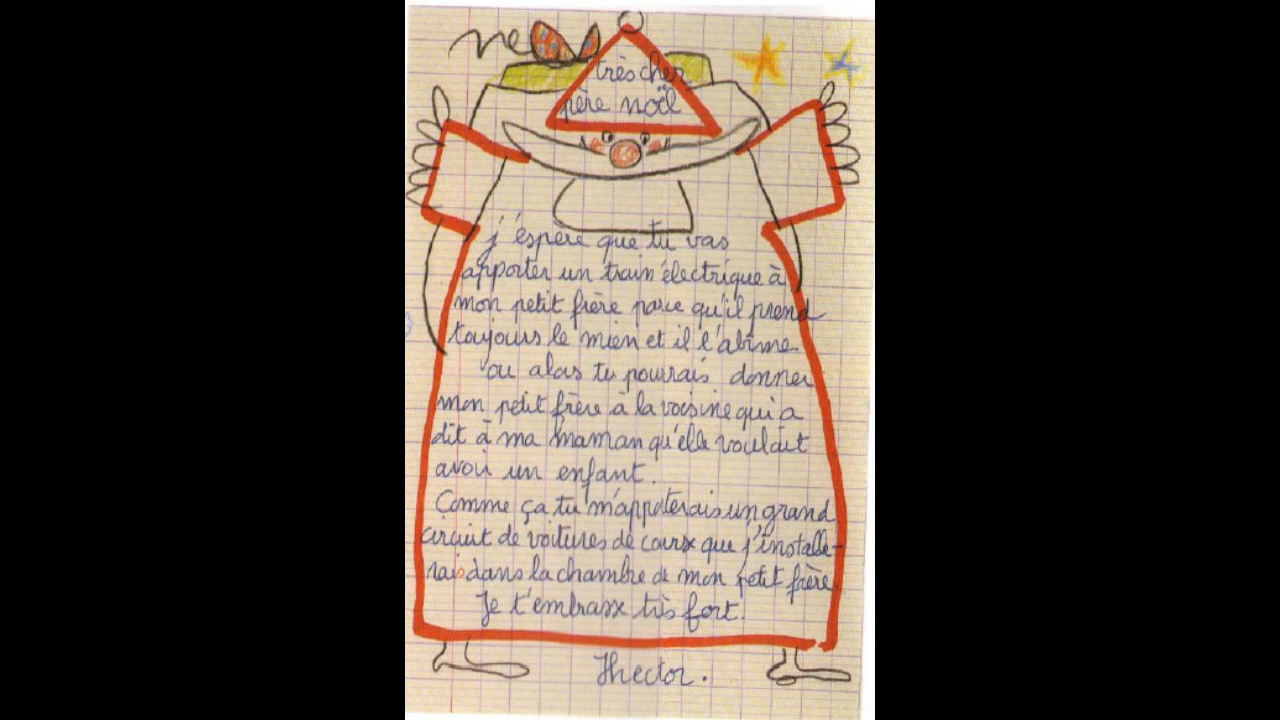 très cher
père noël
j'éspère que tu vas
apporter un train électrique à
mon petit frère parce qu'il prend
toujours le mien et il l'abîme.
ou alos tu pourrais donner
mon petit frère à la voisine qui a
dit à ma maman qu'elle voulait
avoir un enfant.
Comme ça tu m'apporterais un grand
circuit de voitures de course que j'installe-
rais dans la chambre de mon petit frère.
Je t'embrasse très fort.
Hector.